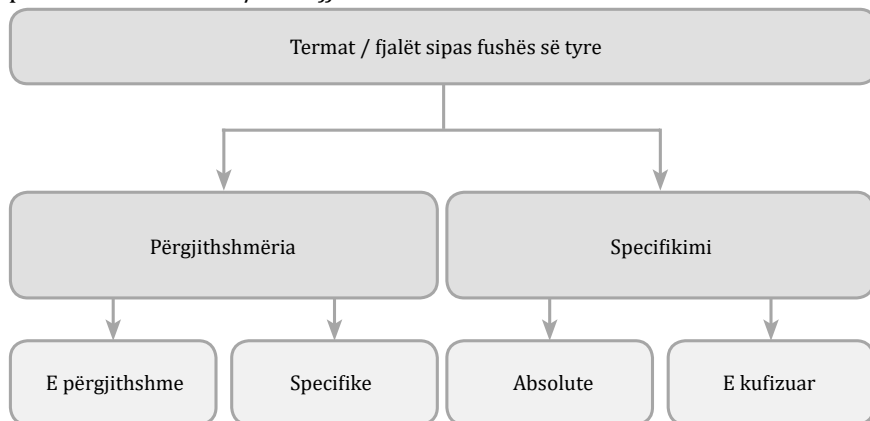 Termat / fjalët sipas fushës së tyre
Përgjithshmëria
Specifikimi
E përgjithshme
Specifike
Absolute
E kufizuar